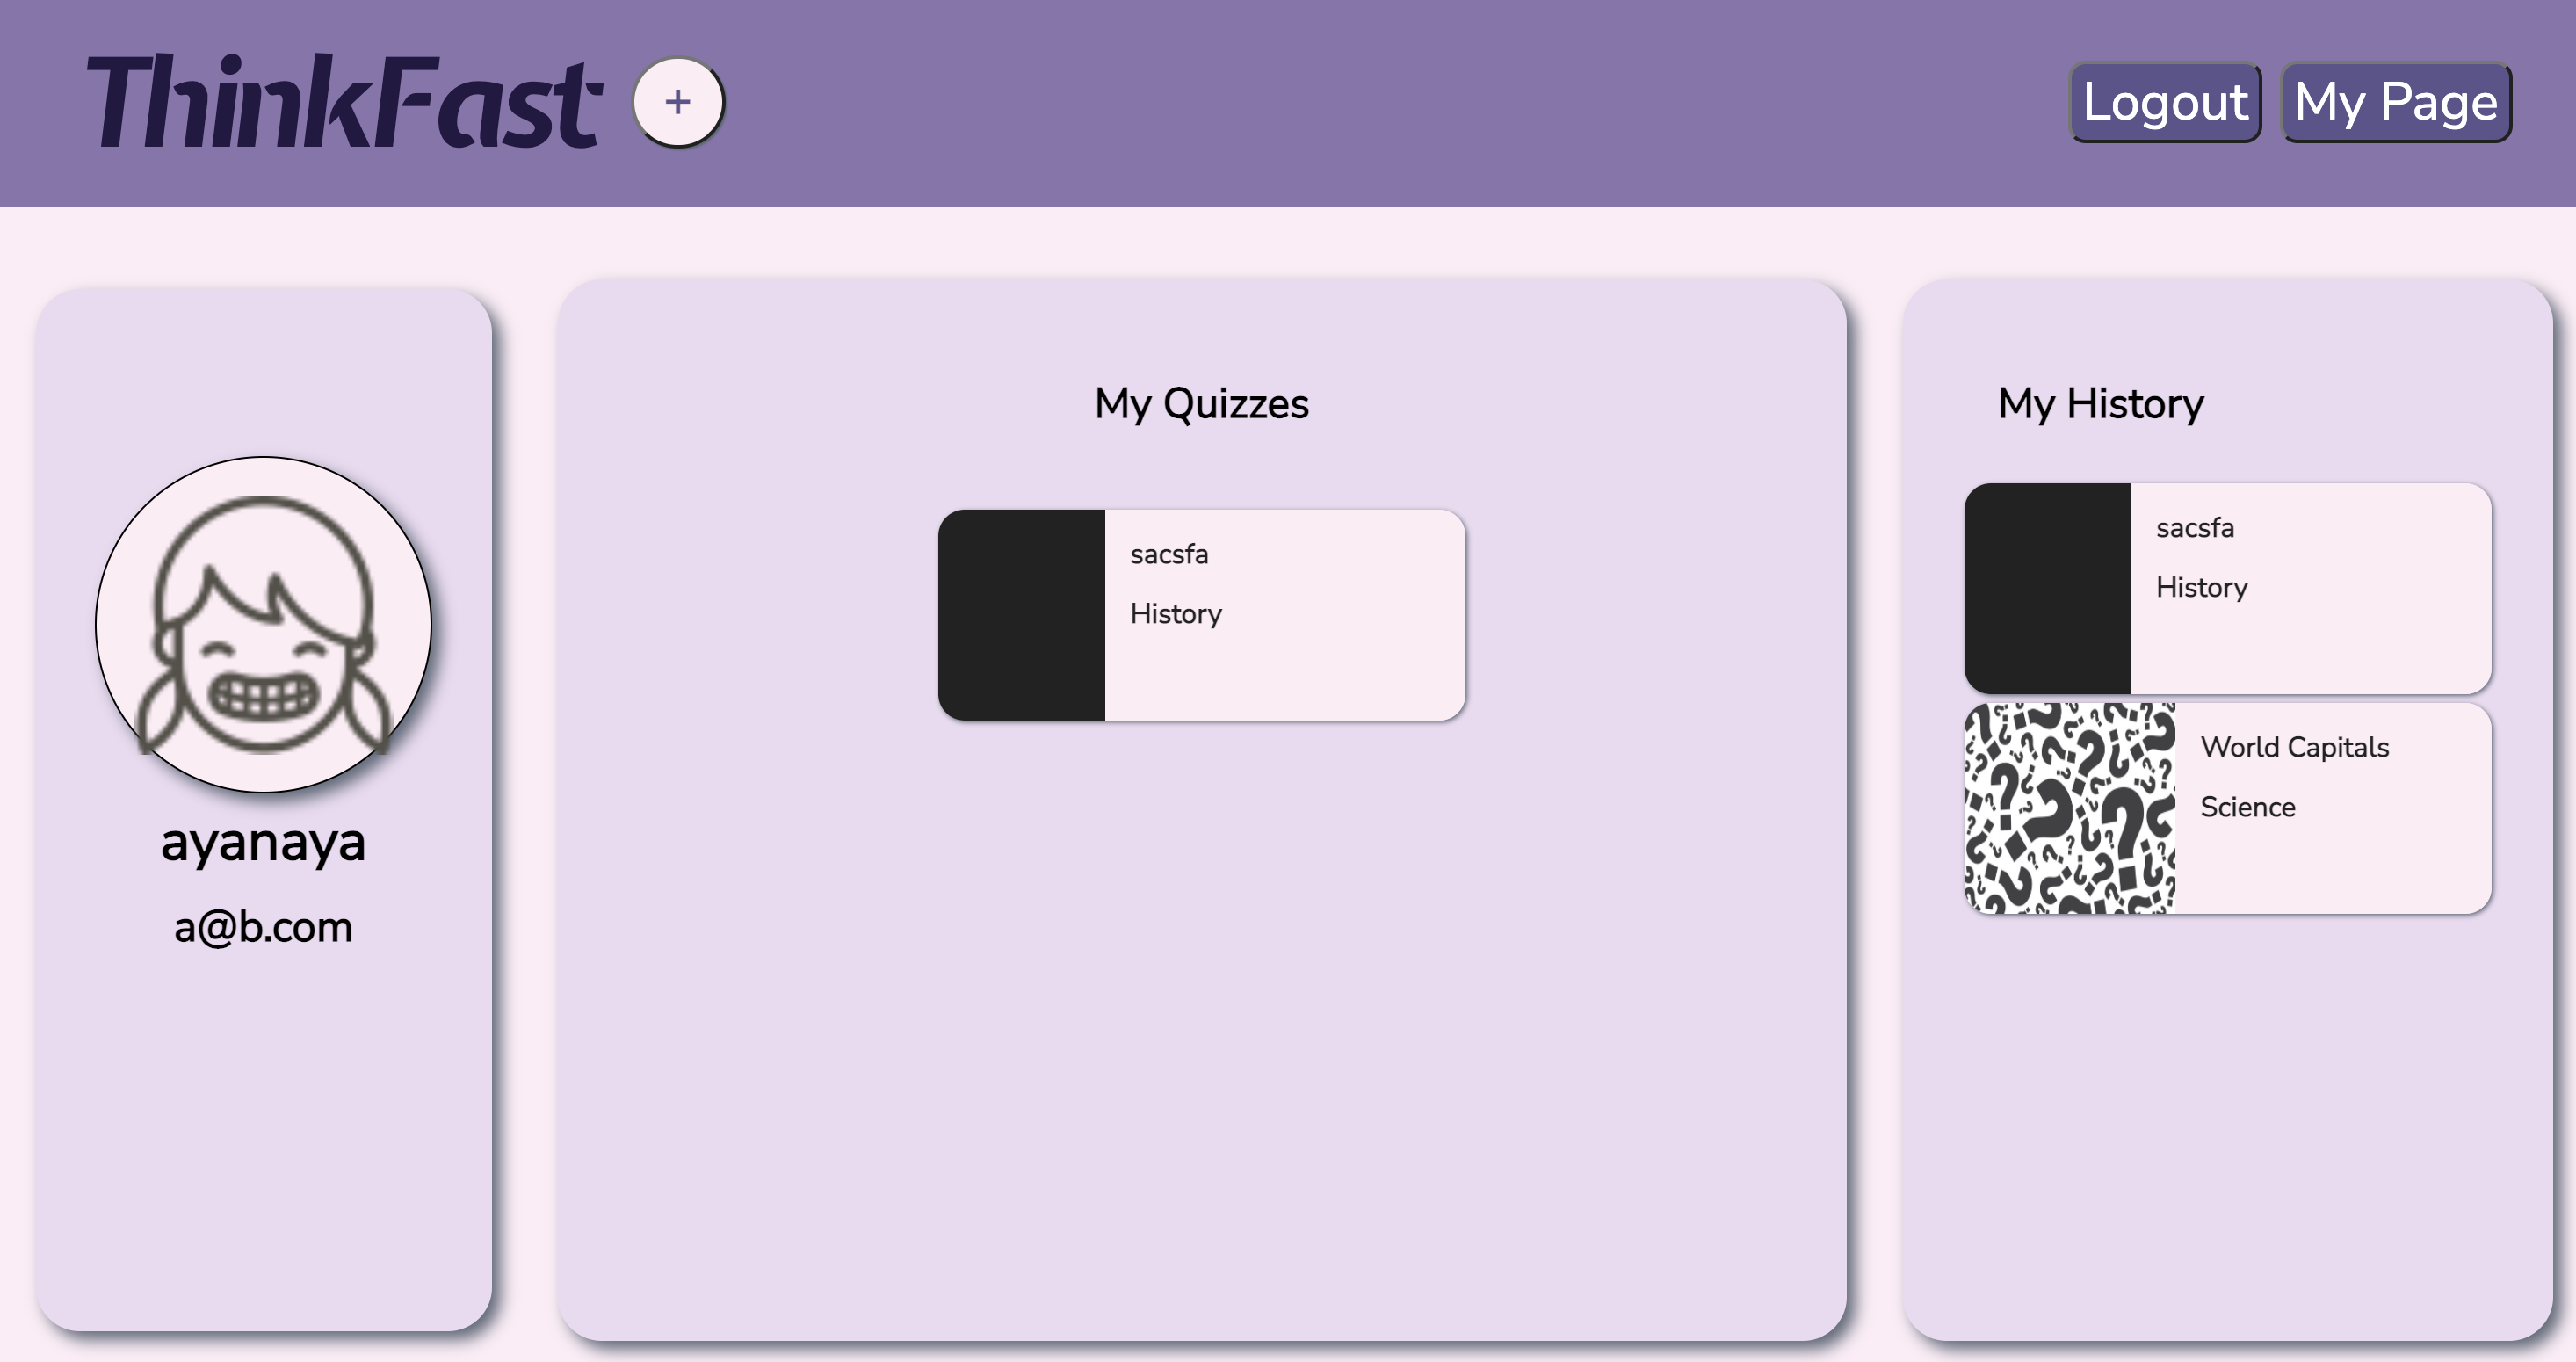 ThinkFast
+
Logout
My Page
ayanaya
a@b.com
My Quizzes
sacsfa
History
My History
sacsfa
History
World Capitals
Science